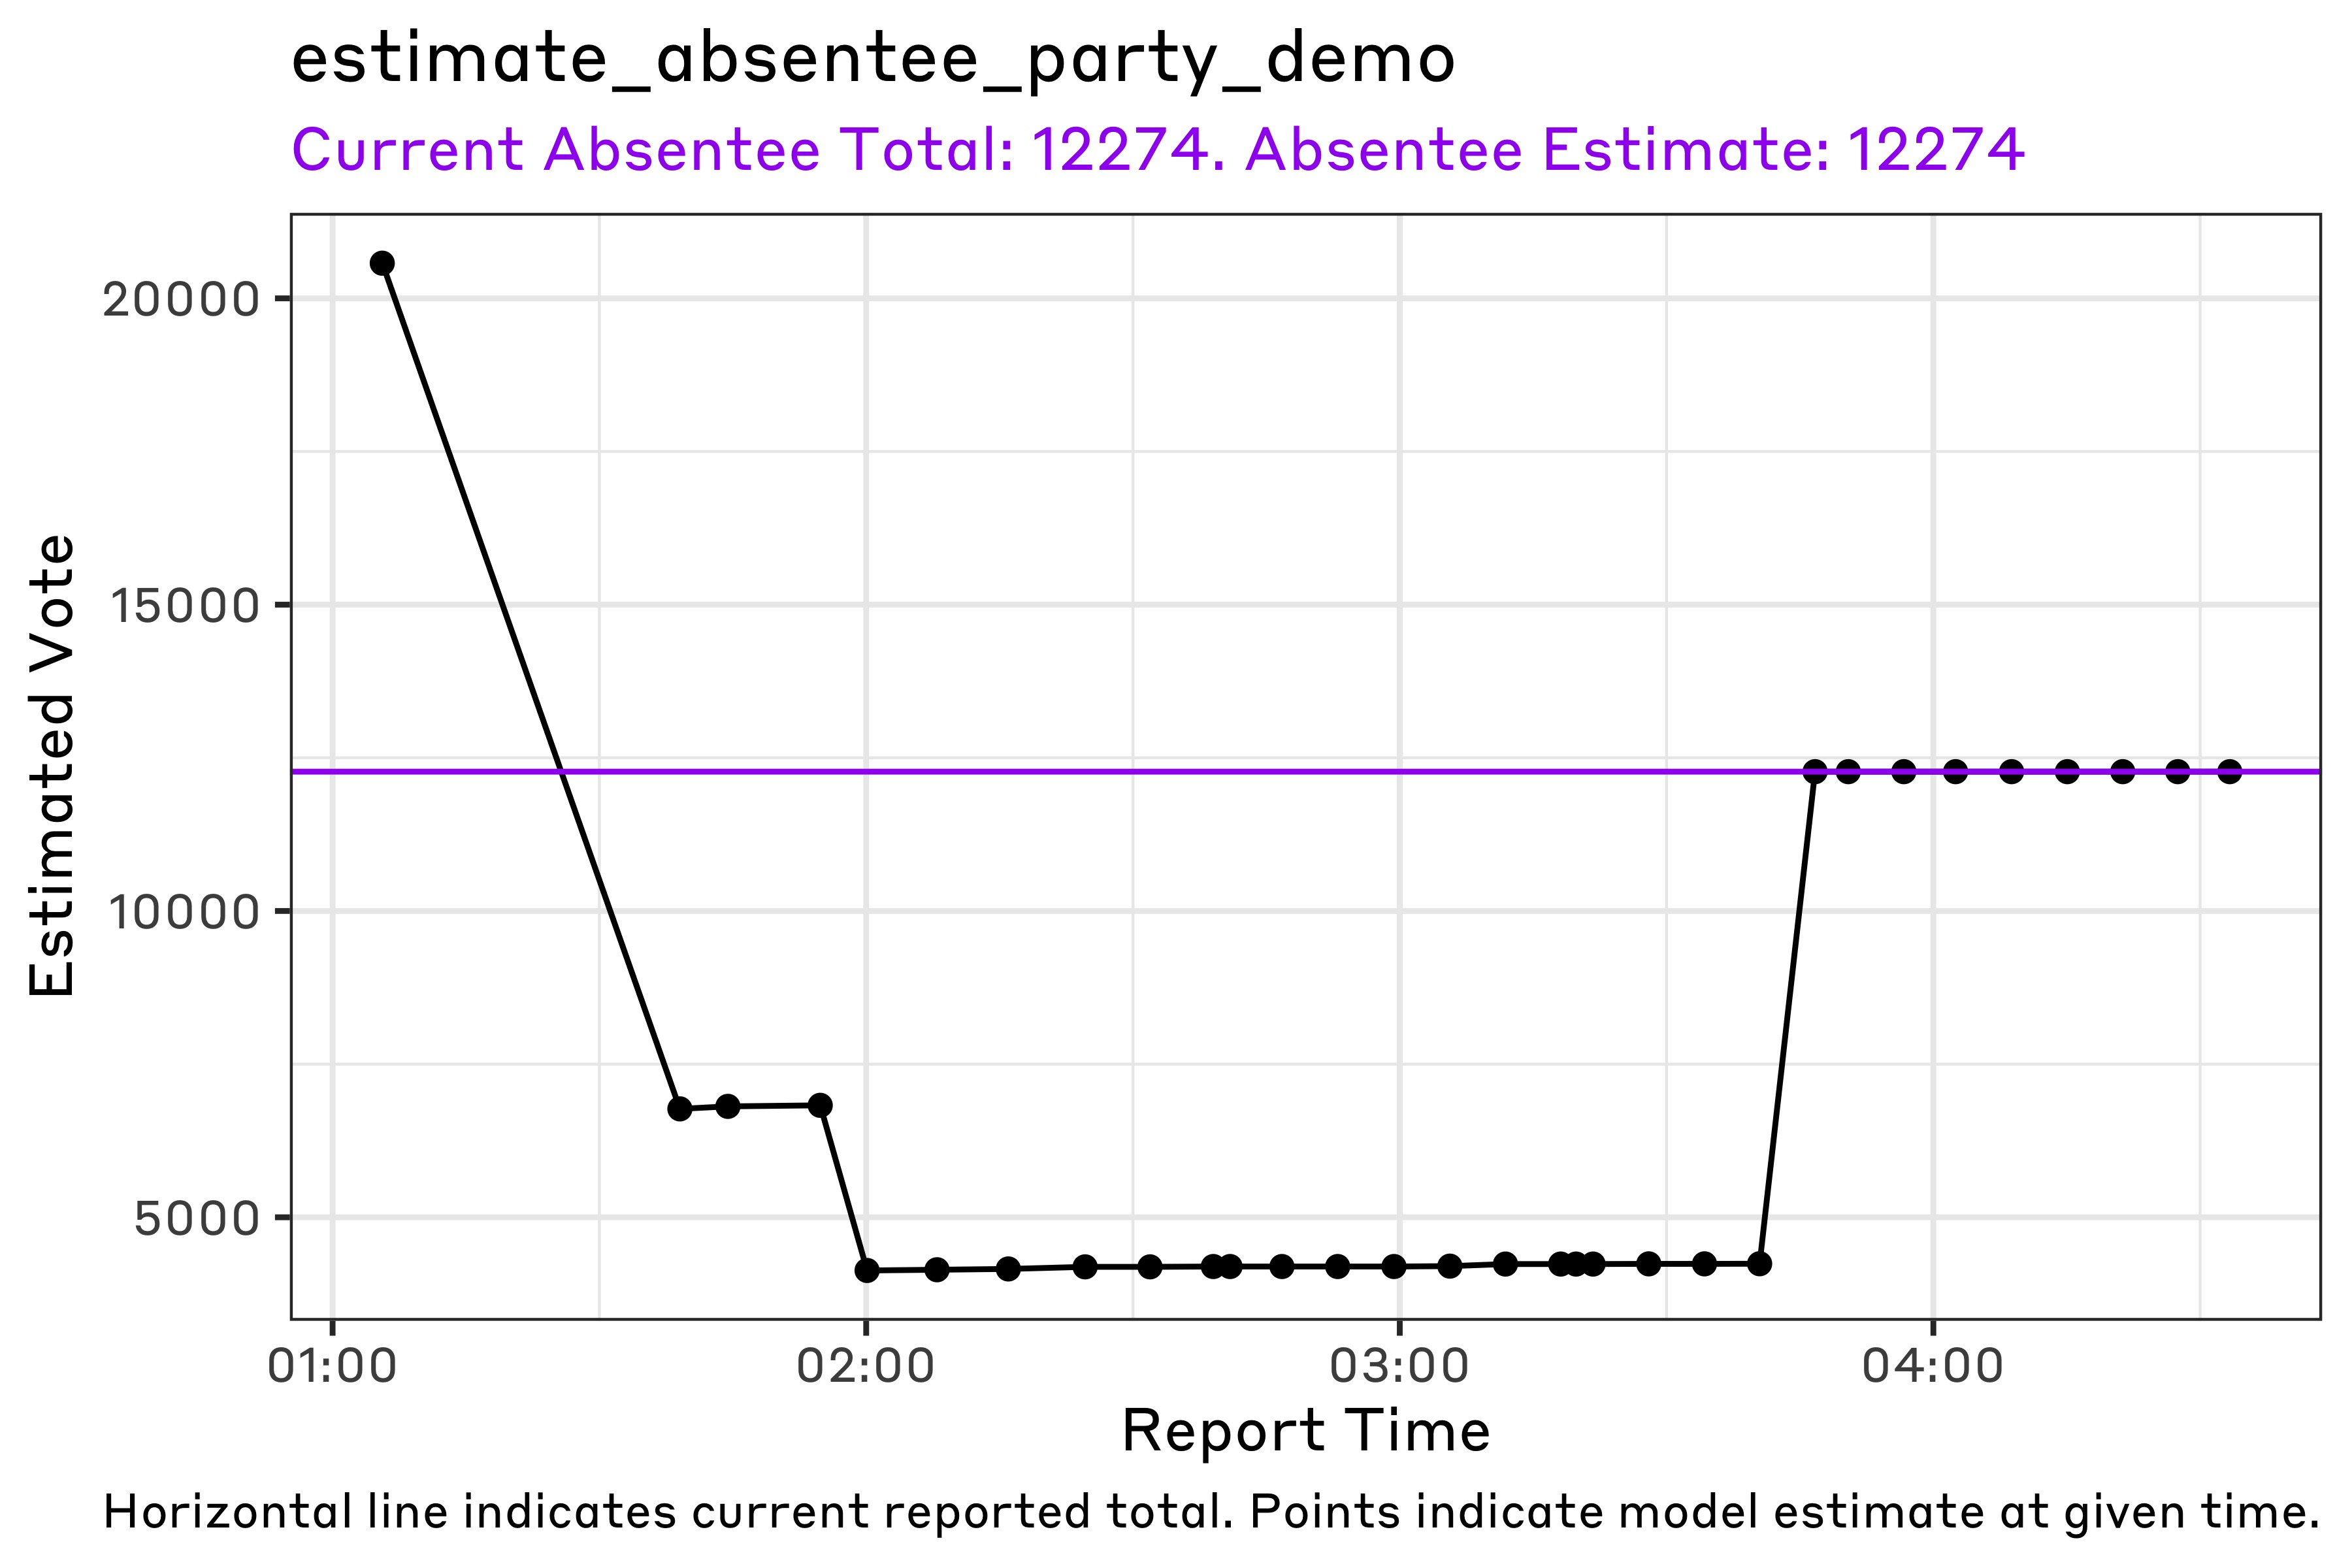 estimate_absentee_party_demo
Current Absentee Total: 12274. Absentee Estimate: 12274
Estimated Vote
20000
15000
10000
5000
01:00 02:00 03:00 04:00
Report Time
Horizontal line indicates current reported total. Points indicate model estimate at given time.